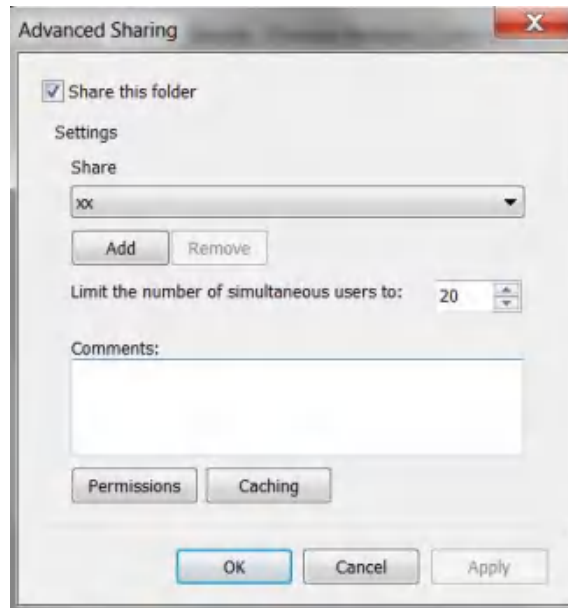 Advanced Sharing
X
Share this folder
Settings
Share
xx
Add Remove
Limit the number of simultaneous users to: 20
Comments:
Permissions Caching
OK Cancel Apply